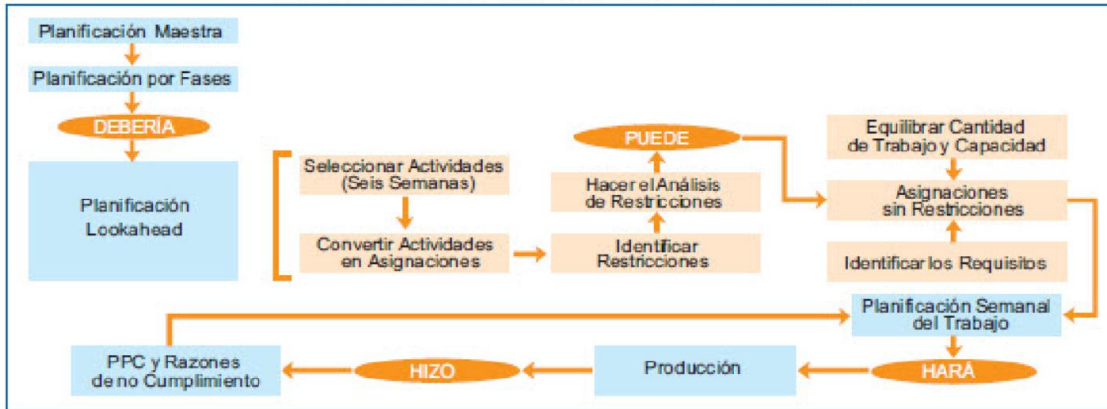 Planificación Maestra
Planificación por Fases
DEBERÍA
Planificación
Lookahead
Seleccionar Actividades
(Seis Semanas)
Convertir Actividades
en Asignaciones
Identificar
Restricciones
Hacer el Análisis
de Restricciones
PUEDE
Equilibrar Cantidad
de Trabajo y Capacidad
Asignaciones
sin Restricciones
Identificar los Requisitos
Planificación Semanal
del Trabajo
HARÁ
Producción
HIZO
PPC y Razones
de no Cumplimiento